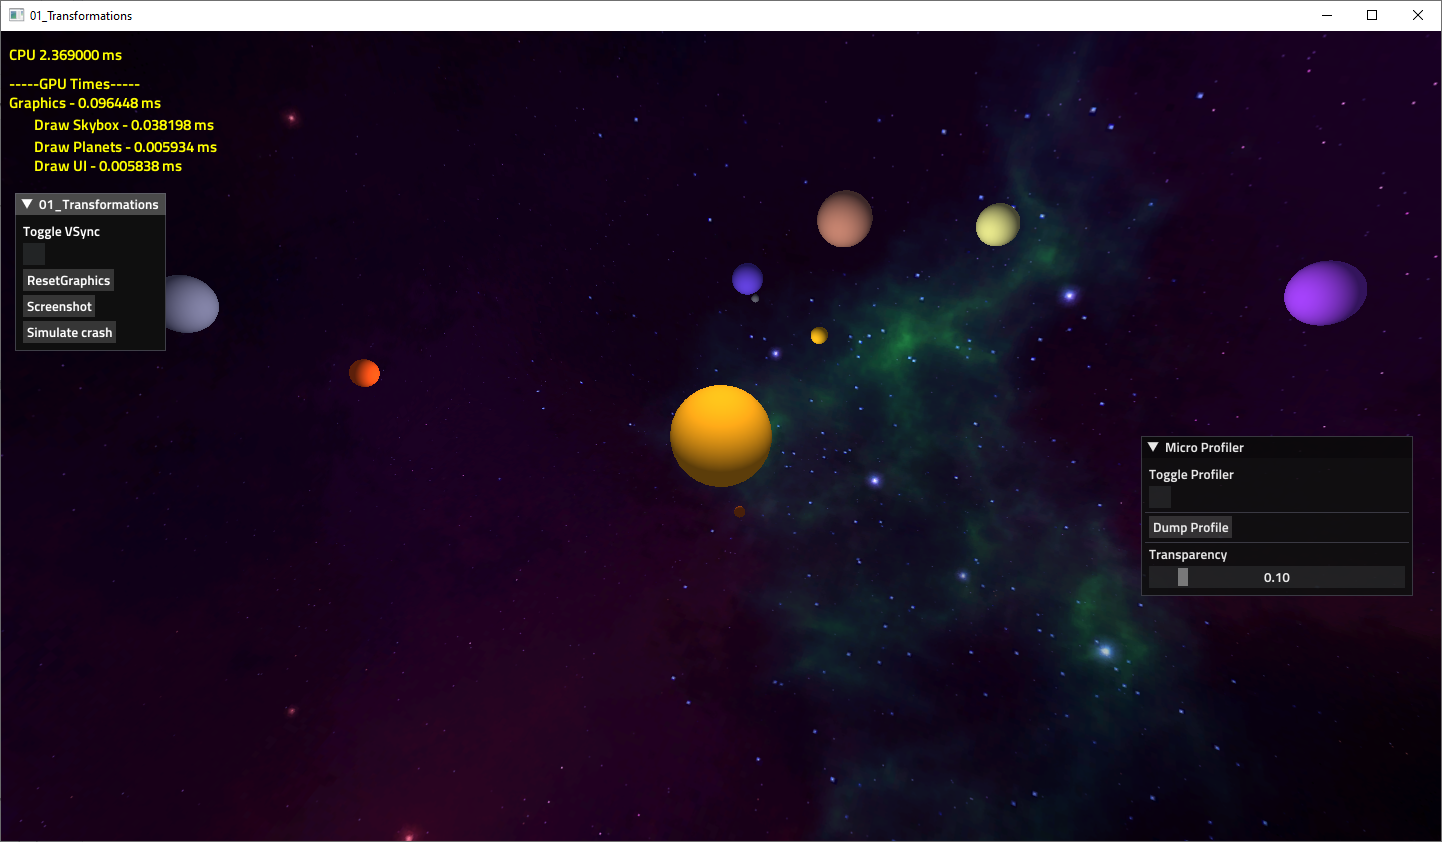 01_Transformations
CPU 2.369000 ms
-----GPU Times-----
Graphics - 0.096448 ms
Draw Skybox - 0.038198 ms
Draw Planets - 0.005934 ms
Draw UI - 0.005838 ms
01_Transformations
Toggle VSync
ResetGraphics
Screenshot
Simulate crash
Micro Profiler
Toggle Profiler
Dump Profile
Transparency
0.10